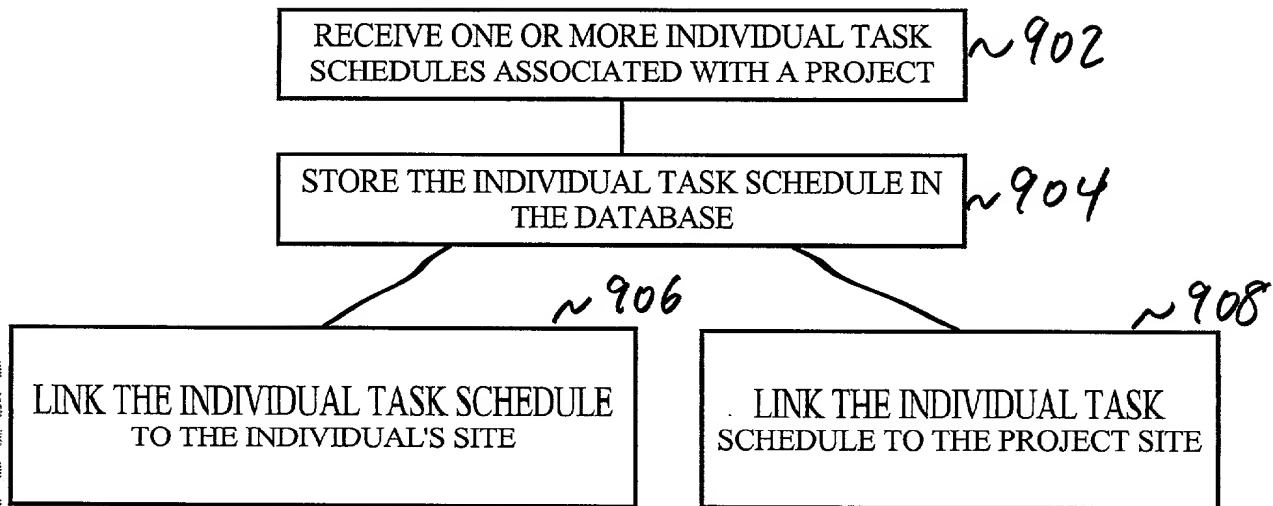 RECEIVE ONE OR MORE INDIVIDUAL TASK
SCHEDULES ASSOCIATED WITH A PROJECT
~902
STORE THE INDIVIDUAL TASK SCHEDULE IN
THE DATABASE
~904
~906
LINK THE INDIVIDUAL TASK SCHEDULE
TO THE INDIVIDUAL'S SITE
~908
LINK THE INDIVIDUAL TASK
SCHEDULE TO THE PROJECT SITE